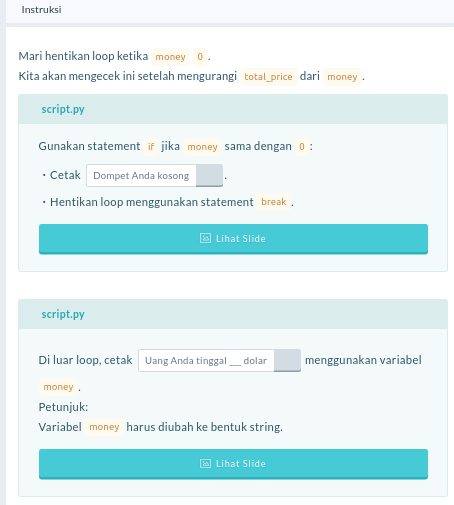 Instruksi
Mari hentikan loop ketika money 0 .
Kita akan mengecek ini setelah mengurangi total_price dari money .
script.py
Gunakan statement if jika money sama dengan 0 :
• Cetak Dompet Anda kosong .
• Hentikan loop menggunakan statement break .
Lihat Slide
script.py
Di luar loop, cetak Uang Anda tinggal __ dolar menggunakan variabel
money .
Petunjuk:
Variabel money harus diubah ke bentuk string.
Lihat Slide